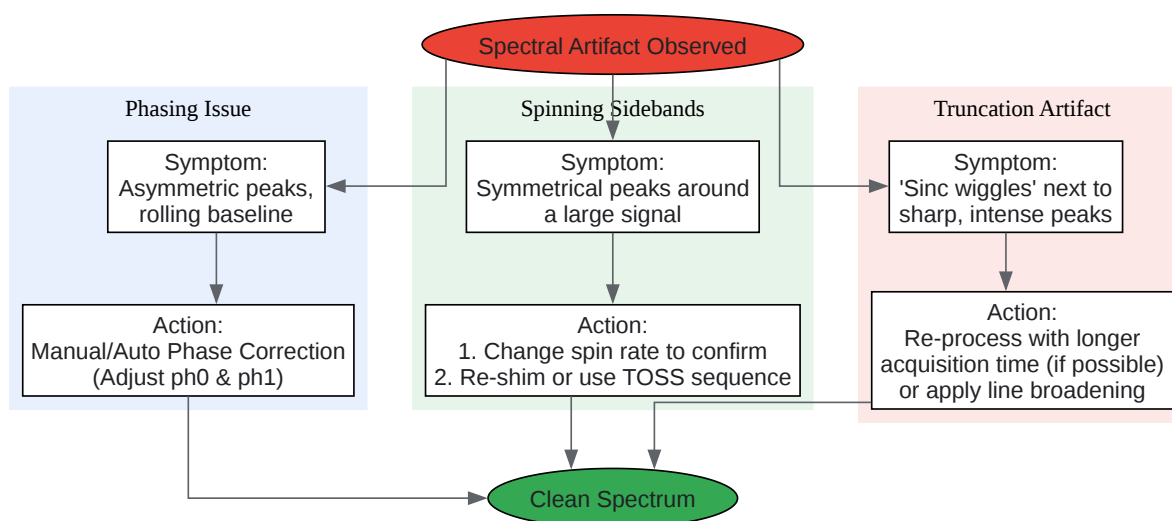 Spectral Artifact Observed
Phasing Issue
Symptom:
Asymmetric peaks,
rolling baseline
Action:
Manual/Auto Phase Correction
(Adjust ph0 & ph1)
Spinning Sidebands
Symptom:
Symmetrical peaks around
a large signal
Action:
1. Change spin rate to confirm
2. Re-shim or use TOSS sequence
Truncation Artifact
Symptom:
'Sinc wiggles' next to
sharp, intense peaks
Action:
Re-process with longer
acquisition time (if possible)
or apply line broadening
Clean Spectrum